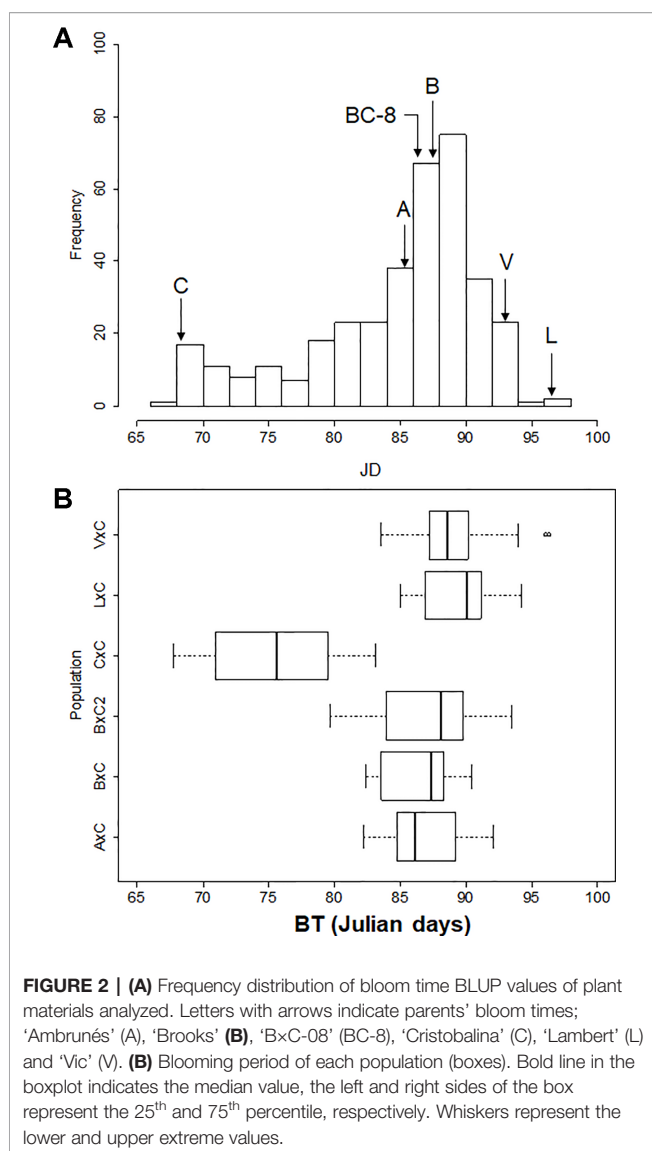 A
100
80
60
40
20
0
Frequency
B
BC-8
A
C
V
L
65 70 75 80 85 90 95 100
JD
B
VxC
LxC
CxC
BxC2
BxC
AxC
Population
65 70 75 80 85 90 95 100
BT (Julian days)
FIGURE 2 | (A) Frequency distribution of bloom time BLUP values of plant
materials analyzed. Letters with arrows indicate parents' bloom times;
‘Ambrunés’ (A), ‘Brooks’ (B), ‘B×C-08’ (BC-8), ‘Cristobalina’ (C), ‘Lambert’ (L)
and ‘Vic’ (V). (B) Blooming period of each population (boxes). Bold line in the
boxplot indicates the median value, the left and right sides of the box
represent the 25th and 75th percentile, respectively. Whiskers represent the
lower and upper extreme values.